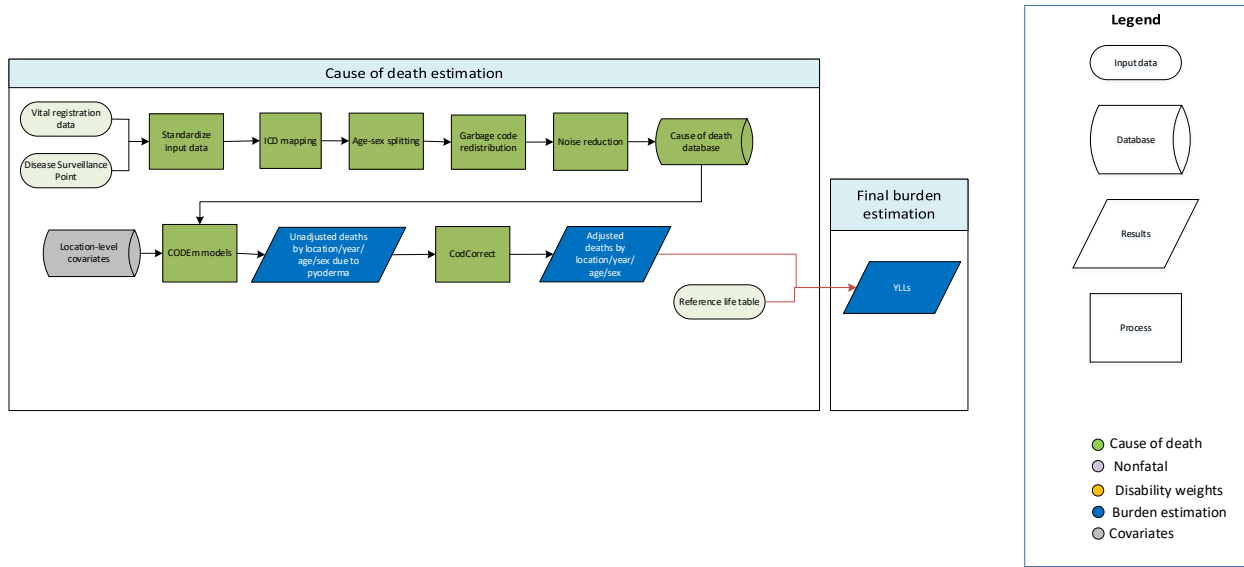 Cause of death estimation
Vital registration
data
Disease Surveillance
Point
Standardize
input data
ICD mapping
Age-sex splitting
Garbage code
redistribution
Noise reduction
Cause of death
database
Location-level
covariates
CODEm models
Unadjusted deaths
by location/year/
age/sex due to
pyoderma
CodCorrect
Adjusted
deaths by
location/year/
age/sex
Reference life table
Final burden
estimation
YLLs
Legend
Input data
Database
Results
Process
Cause of death
Nonfatal
Disability weights
Burden estimation
Covariates